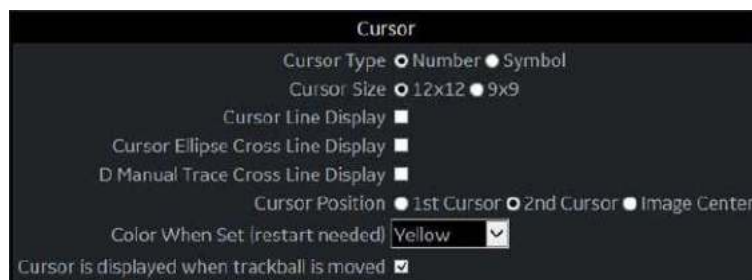 Cursor
Cursor Type Number Symbol
Cursor Size 12x12 9x9
Cursor Line Display
Cursor Ellipse Cross Line Display
D Manual Trace Cross Line Display
Cursor Position 1st Cursor 2nd Cursor Image Center
Color When Set (restart needed) Yellow
Cursor is displayed when trackball is moved